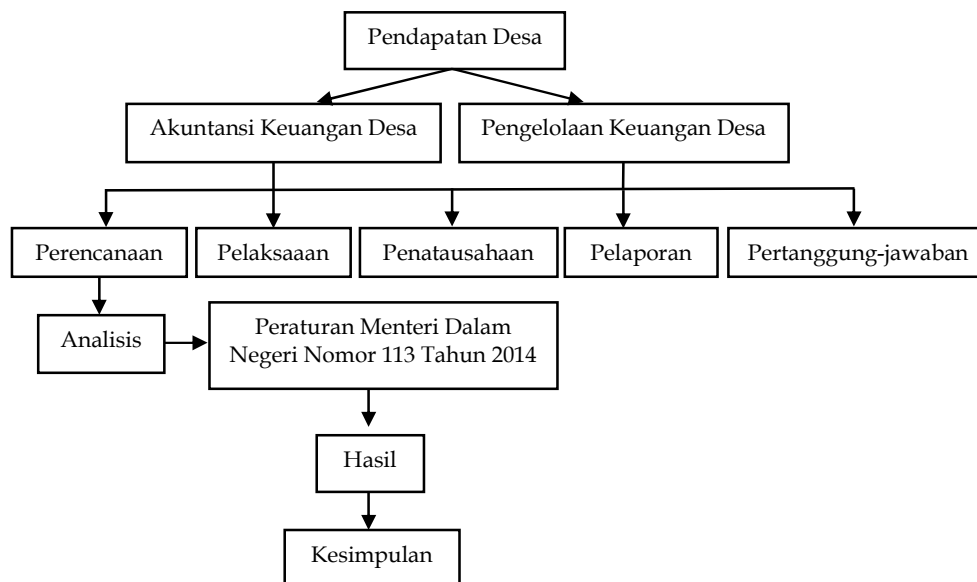 Pendapatan Desa
Akuntansi Keuangan Desa
Pengelolaan Keuangan Desa
Perencanaan
Pelaksaaan
Penatausahaan
Pelaporan
Pertanggung-jawaban
Analisis
Peraturan Menteri Dalam
Negeri Nomor 113 Tahun 2014
Hasil
Kesimpulan